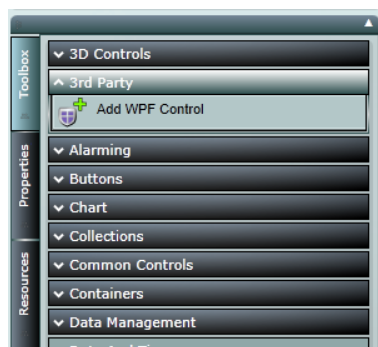 Toolbox
Properties
Resources
3D Controls
3rd Party
Add WPF Control
Alarming
Buttons
Chart
Collections
Common Controls
Containers
Data Management